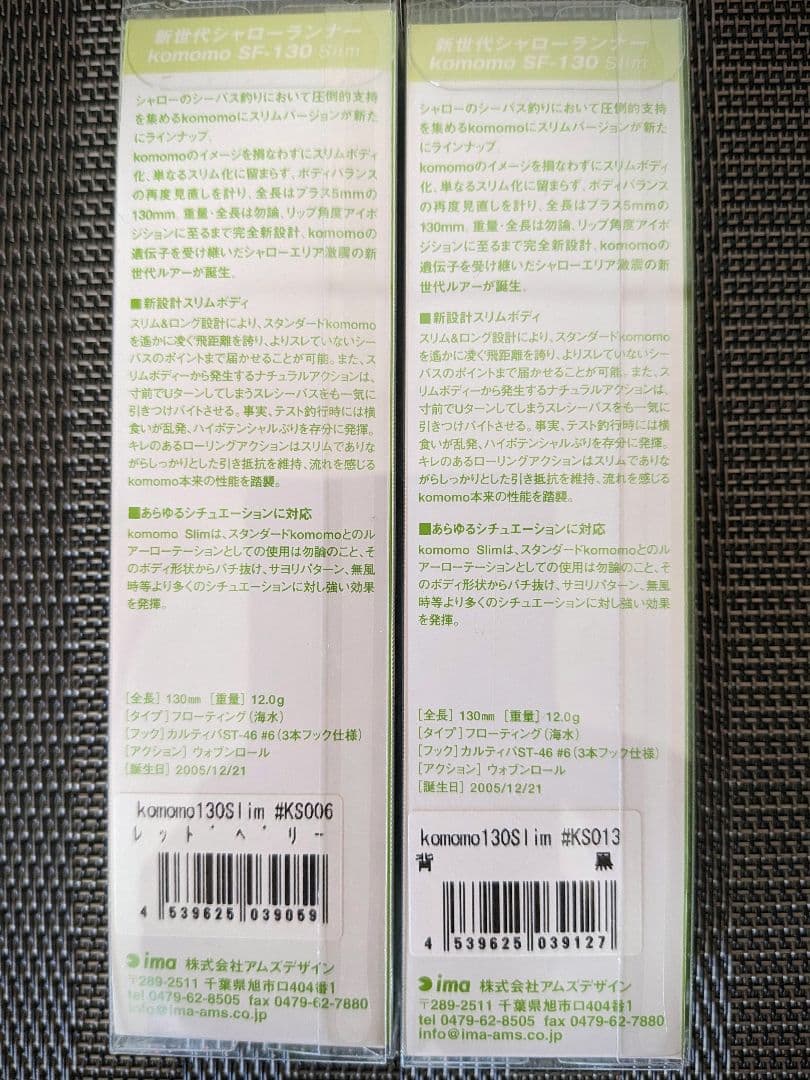 新世代シャローランナー
komomo SF-130 Slim
シャローのシーバス釣りにおいて圧倒的支持
を集めるkomomoにスリムバージョンが新た
にラインナップ。
komomoのイメージを損なわずにスリムボディ
化、単なるスリム化に留まらず、ボディバランス
の再度見直しを計り、全長はプラス5mmの
130mm。重量・全長は勿論、リップ角度アイポ
ジションに至るまで完全新設計、komomoの
遺伝子を受け継いだシャローエリア激震の新
世代ルアーが誕生。
■新設計スリムボディ
スリム&ロング設計により、スタンダードkomomo
を遥かに凌ぐ飛距離を誇り、よりスレていないシー
バスのポイントまで届かせることが可能。また、ス
リムボディーから発生するナチュラルアクションは、
寸前でUターンしてしまうスレシーバスをも一気に
引きつけバイトさせる。事実、テスト釣行時には横
食いが乱発、ハイポテンシャルぶりを存分に発揮。
キレのあるローリングアクションはスリムでありな
がらしっかりとした引き抵抗を維持、流れを感じる
komomo本来の性能を踏襲。
■あらゆるシチュエーションに対応
komomo Slimは、スタンダードkomomoとのル
アーローテーションとしての使用は勿論のこと、そ
のボディ形状からバチ抜け、サヨリパターン、無風
時等より多くのシチュエーションに対し強い効果
を発揮。
[全長] 130mm [重量] 12.0g
[タイプ] フローティング(海水)
[フック] カルティバST-46 #6(3本フック仕様)
[アクション] ウォブンロール
[誕生日] 2005/12/21
komomo130Slim #KS006
レッドベリー
4 539625 039059
ima 株式会社アムズデザイン
〒289-2511 千葉県旭市ロ404番1
tel 0479-62-8505 fax 0479-62-7880
info@ima-ams.co.jp
新世代シャローランナー
komomo SF-130 Slim
シャローのシーバス釣りにおいて圧倒的支持
を集めるkomomoにスリムバージョンが新た
にラインナップ。
komomoのイメージを損なわずにスリムボディ
化、単なるスリム化に留まらず、ボディバランス
の再度見直しを計り、全長はプラス5mmの
130mm。重量・全長は勿論、リップ角度アイポ
ジションに至るまで完全新設計、komomoの
遺伝子を受け継いだシャローエリア激震の新
世代ルアーが誕生。
■新設計スリムボディ
スリム&ロング設計により、スタンダードkomomo
を遥かに凌ぐ飛距離を誇り、よりスレていないシー
バスのポイントまで届かせることが可能。また、ス
リムボディーから発生するナチュラルアクションは、
寸前でUターンしてしまうスレシーバスをも一気に
引きつけバイトさせる。事実、テスト釣行時には横
食いが乱発、ハイポテンシャルぶりを存分に発揮。
キレのあるローリングアクションはスリムでありな
がらしっかりとした引き抵抗を維持、流れを感じる
komomo本来の性能を踏襲。
■あらゆるシチュエーションに対応
komomo Slimは、スタンダードkomomoとのル
アーローテーションとしての使用は勿論のこと、そ
のボディ形状からバチ抜け、サヨリパターン、無風
時等より多くのシチュエーションに対し強い効果
を発揮。
[全長] 130mm [重量] 12.0g
[タイプ] フローティング(海水)
[フック] カルティバST-46 #6(3本フック仕様)
[アクション] ウォブンロール
[誕生日] 2005/12/21
komomo130Slim #KS013
背 黒
4 539625 039127
ima 株式会社アムズデザイン
〒289-2511 千葉県旭市ロ404番1
tel 0479-62-8505 fax 0479-62-7880
info@ima-ams.co.jp